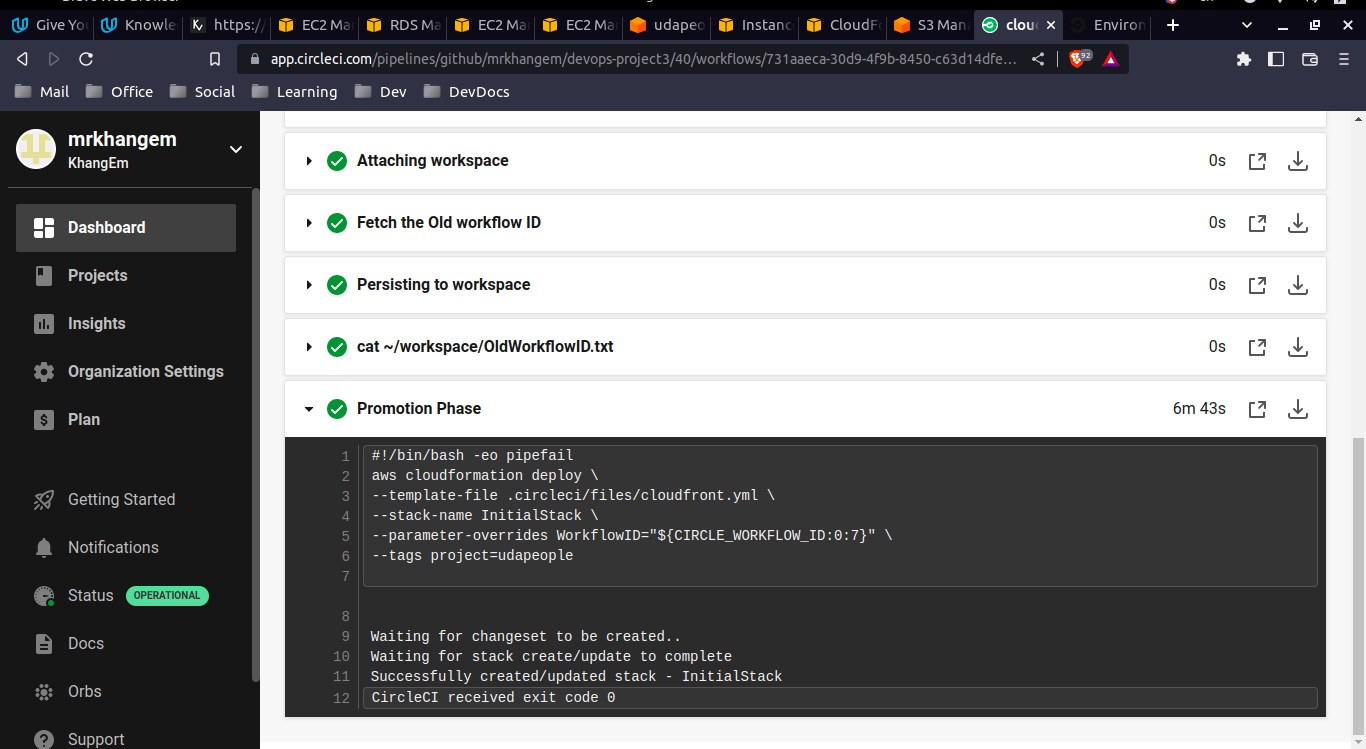 Give Yo
Knowle
https:/
EC2 Ma
RDS Ma
EC2 Ma
EC2 Ma
udapeo
Instanc
CloudF
S3 Man
clou
Environ
app.circleci.com/pipelines/github/mrkhangem/devops-project3/40/workflows/731aaeca-30d9-4f9b-8450-c63d14dfe...
92
Mail
Office
Social
Learning
Dev
DevDocs
mrkhangem
KhangEm
Dashboard
Projects
Insights
Organization Settings
Plan
Getting Started
Notifications
Status OPERATIONAL
Docs
Orbs
Support
Attaching workspace 0s
Fetch the Old workflow ID 0s
Persisting to workspace 0s
cat ~/workspace/OldWorkflowID.txt 0s
Promotion Phase 6m 43s
1 #!/bin/bash -eo pipefail
2 aws cloudformation deploy \
3 --template-file .circleci/files/cloudfront.yml \
4 --stack-name InitialStack \
5 --parameter-overrides WorkflowID="${CIRCLE_WORKFLOW_ID:0:7}" \
6 --tags project=udapeople
7
8
9 Waiting for changeset to be created..
10 Waiting for stack create/update to complete
11 Successfully created/updated stack - InitialStack
12 CircleCI received exit code 0